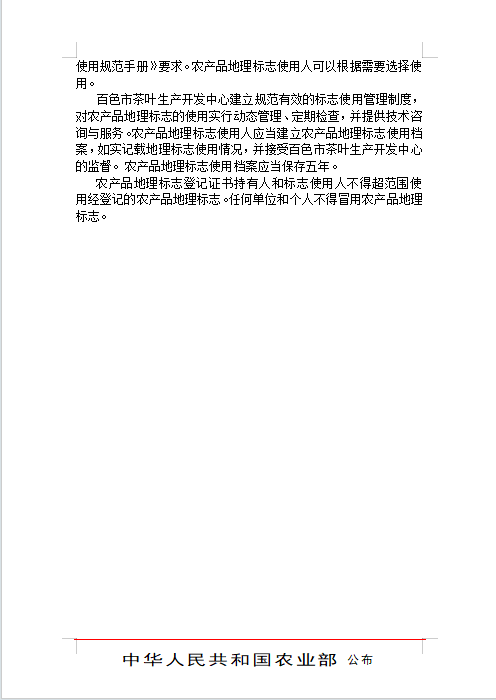 使用规范手册》要求。农产品地理标志使用人可以根据需要选择使
用。
百色市茶叶生产开发中心建立规范有效的标志使用管理制度，
对农产品地理标志的使用实行动态管理、定期检查，并提供技术咨
询与服务。农产品地理标志使用人应当建立农产品地理标志使用档
案，如实记载地理标志使用情况，并接受百色市茶叶生产开发中心
的监督。农产品地理标志使用档案应当保存五年。
农产品地理标志登记证书持有人和标志使用人不得超范围使
用经登记的农产品地理标志。任何单位和个人不得冒用农产品地理
标志。
中华人民共和国农业部 公布